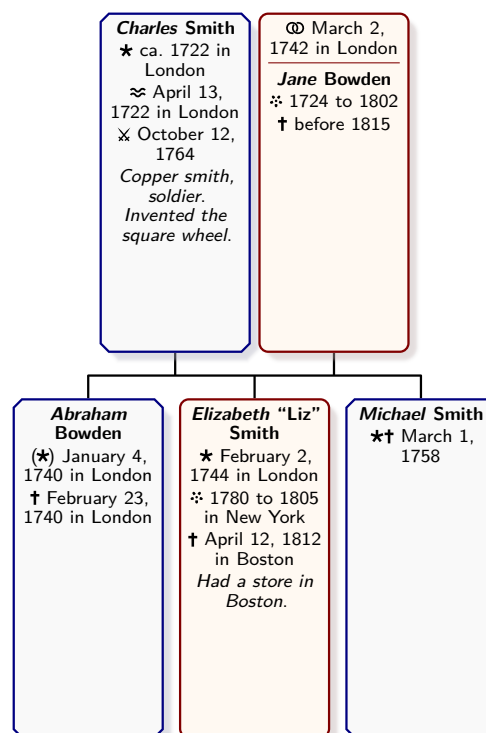 Charles Smith
★ ca. 1722 in
London
≈ April 13,
1722 in London
⚔ October 12,
1764
Copper smith,
soldier.
Invented the
square wheel.
⚭ March 2,
1742 in London
Jane Bowden
⁘ 1724 to 1802
† before 1815
Abraham
Bowden
(★) January 4,
1740 in London
† February 23,
1740 in London
Elizabeth “Liz”
Smith
★ February 2,
1744 in London
⁘ 1780 to 1805
in New York
† April 12, 1812
in Boston
Had a store in
Boston.
Michael Smith
★† March 1,
1758